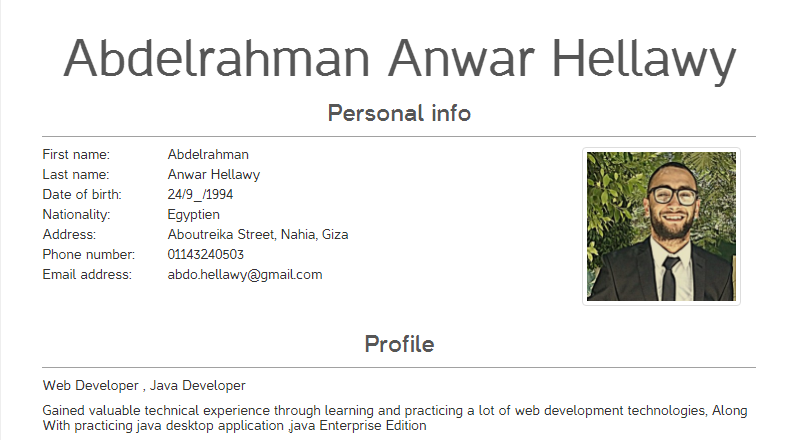 Abdelrahman Anwar Hellawy
Personal info
First name: Abdelrahman
Last name: Anwar Hellawy
Date of birth: 24/9_/1994
Nationality: Egyptien
Address: Aboutreika Street, Nahia, Giza
Phone number: 01143240503
Email address: abdo.hellawy@gmail.com
Profile
Web Developer , Java Developer
Gained valuable technical experience through learning and practicing a lot of web development technologies, Along
With practicing java desktop application ,java Enterprise Edition